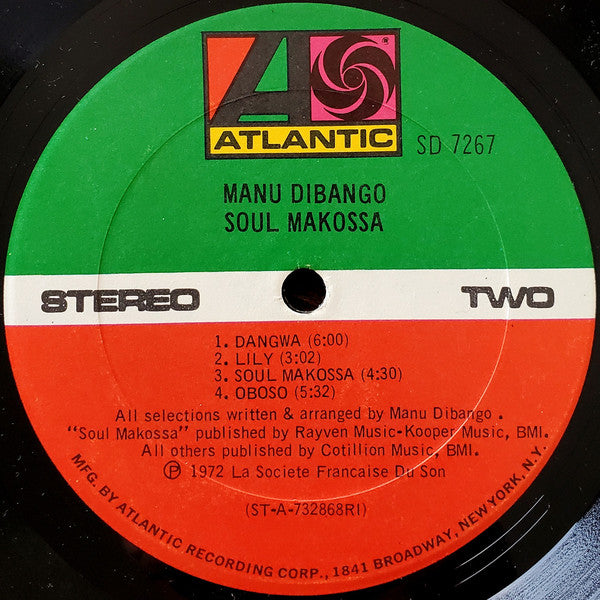 ATLANTIC
SD 7267
MANU DIBANGO
SOUL MAKOSSA
STEREO
TWO
1. DANGWA (6:00)
2. LILY (3:02)
3. SOUL MAKOSSA (4:30)
4. OBOSO (5:32)
All selections written & arranged by Manu Dibango .
"Soul Makossa" published by Rayven Music-Kooper Music, BMI.
All others published by Cotillion Music, BMI.
Ⓟ 1972 La Societe Francaise Du Son
(ST-A-732868RI)
MFG. BY ATLANTIC RECORDING CORP., 1841 BROADWAY, NEW YORK, N.Y.